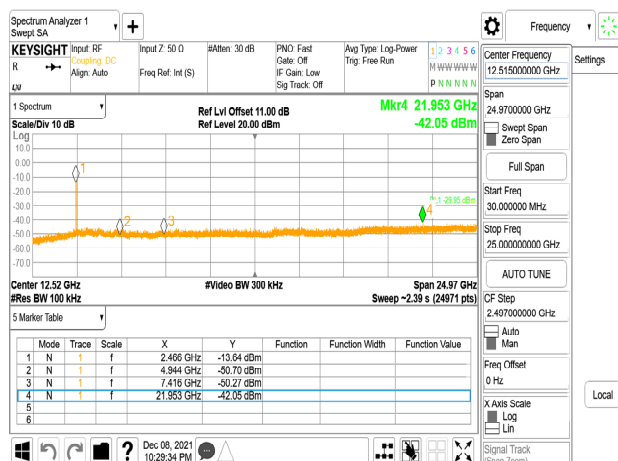 Spectrum Analyzer 1
Swept SA
Frequency
KEYSIGHT
R
Input: RF
Coupling: DC
Align: Auto
Input Z: 50 Ω
Freq Ref: Int (S)
#Atten: 30 dB
PNO: Fast
Gate: Off
IF Gain: Low
Sig Track: Off
Avg Type: Log-Power
Trig: Free Run
1 2 3 4 5 6
M W W W W W
P N N N N N
1 Spectrum
Scale/Div 10 dB
Ref Lvl Offset 11.00 dB
Ref Level 20.00 dBm
Mkr4 21.953 GHz
-42.05 dBm
Log
10.0
0.00
-10.0
-20.0
-30.0
-40.0
-50.0
-60.0
-70.0
1
2
3
4
-29.95 dBm
Center 12.52 GHz
#Res BW 100 kHz
#Video BW 300 kHz
Span 24.97 GHz
Sweep ~2.39 s (24971 pts)
5 Marker Table
Mode Trace Scale X Y Function Function Width Function Value
1 N 1 f 2.466 GHz -13.64 dBm
2 N 1 f 4.944 GHz -50.70 dBm
3 N 1 f 7.416 GHz -50.27 dBm
4 N 1 f 21.953 GHz -42.05 dBm
5
6
?
Dec 08, 2021
10:29:34 PM
Center Frequency
12.515000000 GHz
Span
24.9700000 GHz
Swept Span
Zero Span
Full Span
Start Freq
30.000000 MHz
Stop Freq
25.000000000 GHz
AUTO TUNE
CF Step
2.497000000 GHz
Auto
Man
Freq Offset
0 Hz
X Axis Scale
Log
Lin
Signal Track
(Span Zoom)
Settings
Local